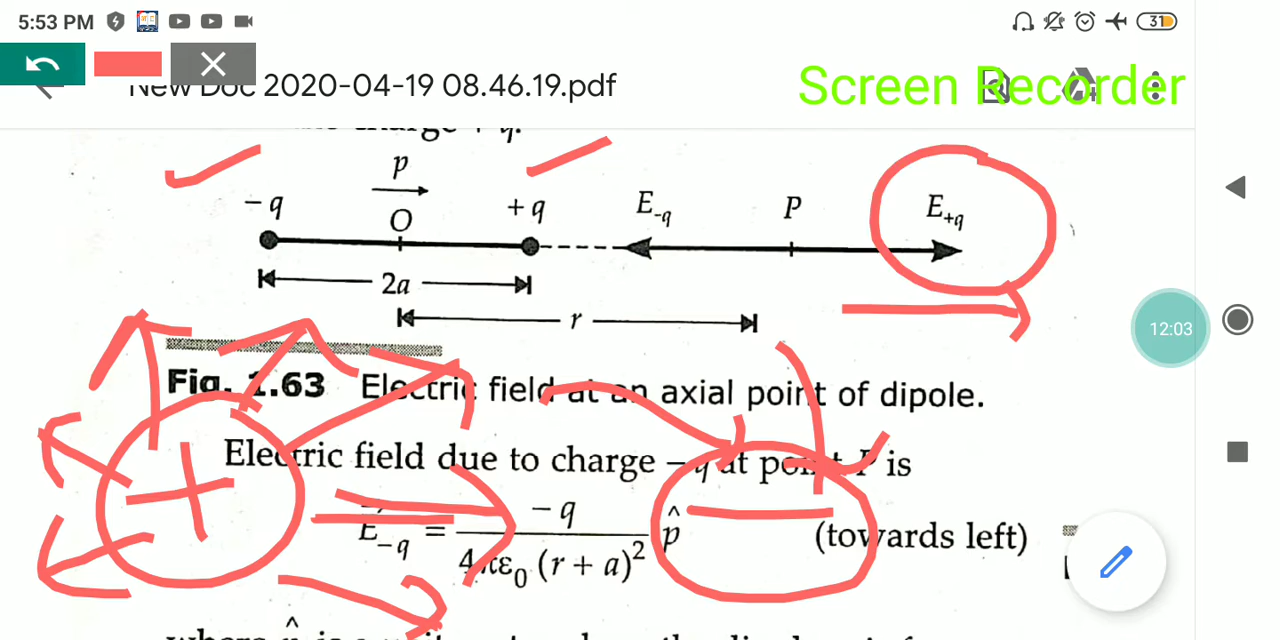 5:53 PM
31
New Doc 2020-04-19 08.46.19.pdf
Screen Recorder
charge + q.
p
- q
O
+ q
E-q
P
E+q
2a
r
12:03
Fig. 1.63 Electric field at an axial point of dipole.
Electric field due to charge – q at point P is
E-q = - q / 4πε0 (r + a)² p̂ (towards left)